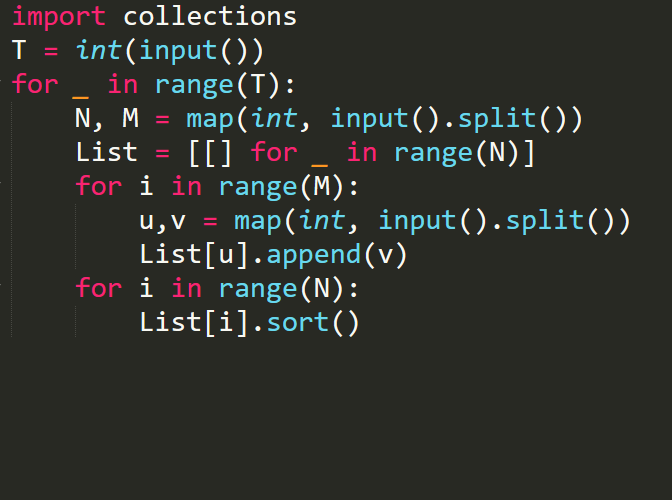 import collections
T = int(input())
for _ in range(T):
    N, M = map(int, input().split())
    List = [[] for _ in range(N)]
    for i in range(M):
        u,v = map(int, input().split())
        List[u].append(v)
    for i in range(N):
        List[i].sort()